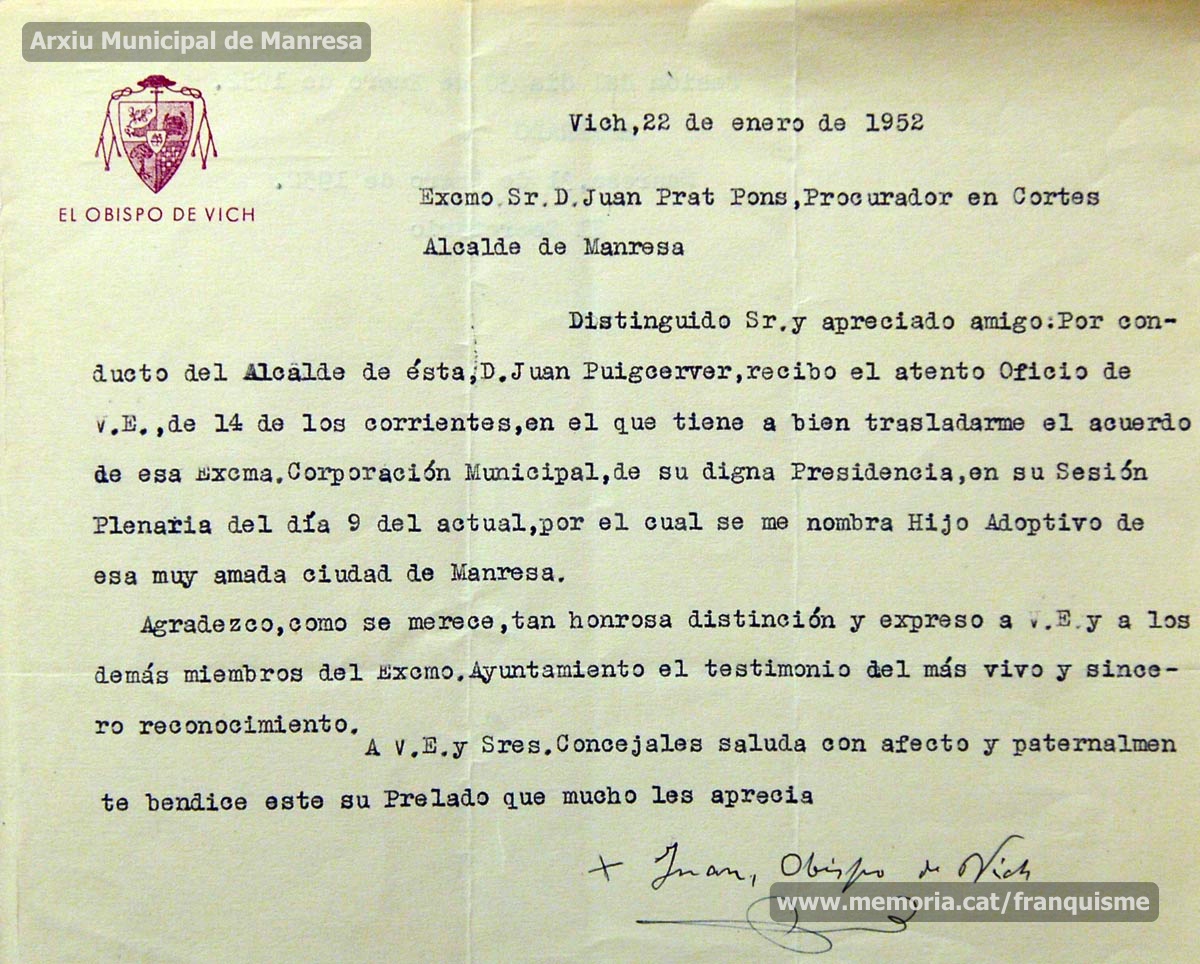 Arxiu Municipal de Manresa
EL OBISPO DE VICH
Vich,22 de enero de 1952
Excmo.Sr.D.Juan Prat Pons,Procurador en Cortes
Alcalde de Manresa
Distinguido Sr.y apreciado amigo:Por con-
ducto del Alcalde de ésta,D.Juan Puigcerver,recibo el atento Oficio de
V.E.,de 14 de los corrientes,en el que tiene a bien trasladarme el acuerdo
de esa Excma.Corporación Municipal,de su digna Presidencia,en su Sesión
Plenaria del día 9 del actual,por el cual se me nombra Hijo Adoptivo de
esa muy amada ciudad de Manresa.
Agradezco,como se merece,tan honrosa distinción y expreso a V.E.y a los
demás miembros del Excmo.Ayuntamiento el testimonio del más vivo y since-
ro reconocimiento.
A V.E.y Sres.Concejales saluda con afecto y paternalmen
te bendice este su Prelado que mucho les aprecia
+ Juan, Obispo de Vich
www.memoria.cat/franquisme